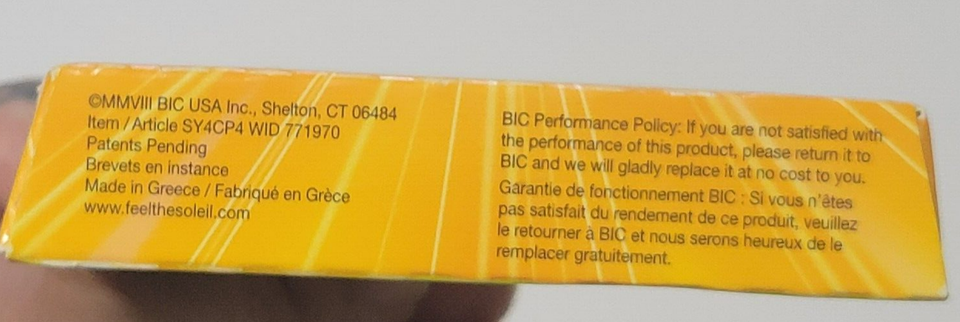 ©MMVIII BIC USA Inc., Shelton, CT 06484
Item / Article SY4CP4 WID 771970
Patents Pending
Brevets en instance
Made in Greece / Fabriqué en Grèce
www.feelthesoleil.com
BIC Performance Policy: If you are not satisfied with
the performance of this product, please return it to
BIC and we will gladly replace it at no cost to you.
Garantie de fonctionnement BIC : Si vous n'êtes
pas satisfait du rendement de ce produit, veuillez
le retourner à BIC et nous serons heureux de le
remplacer gratuitement.